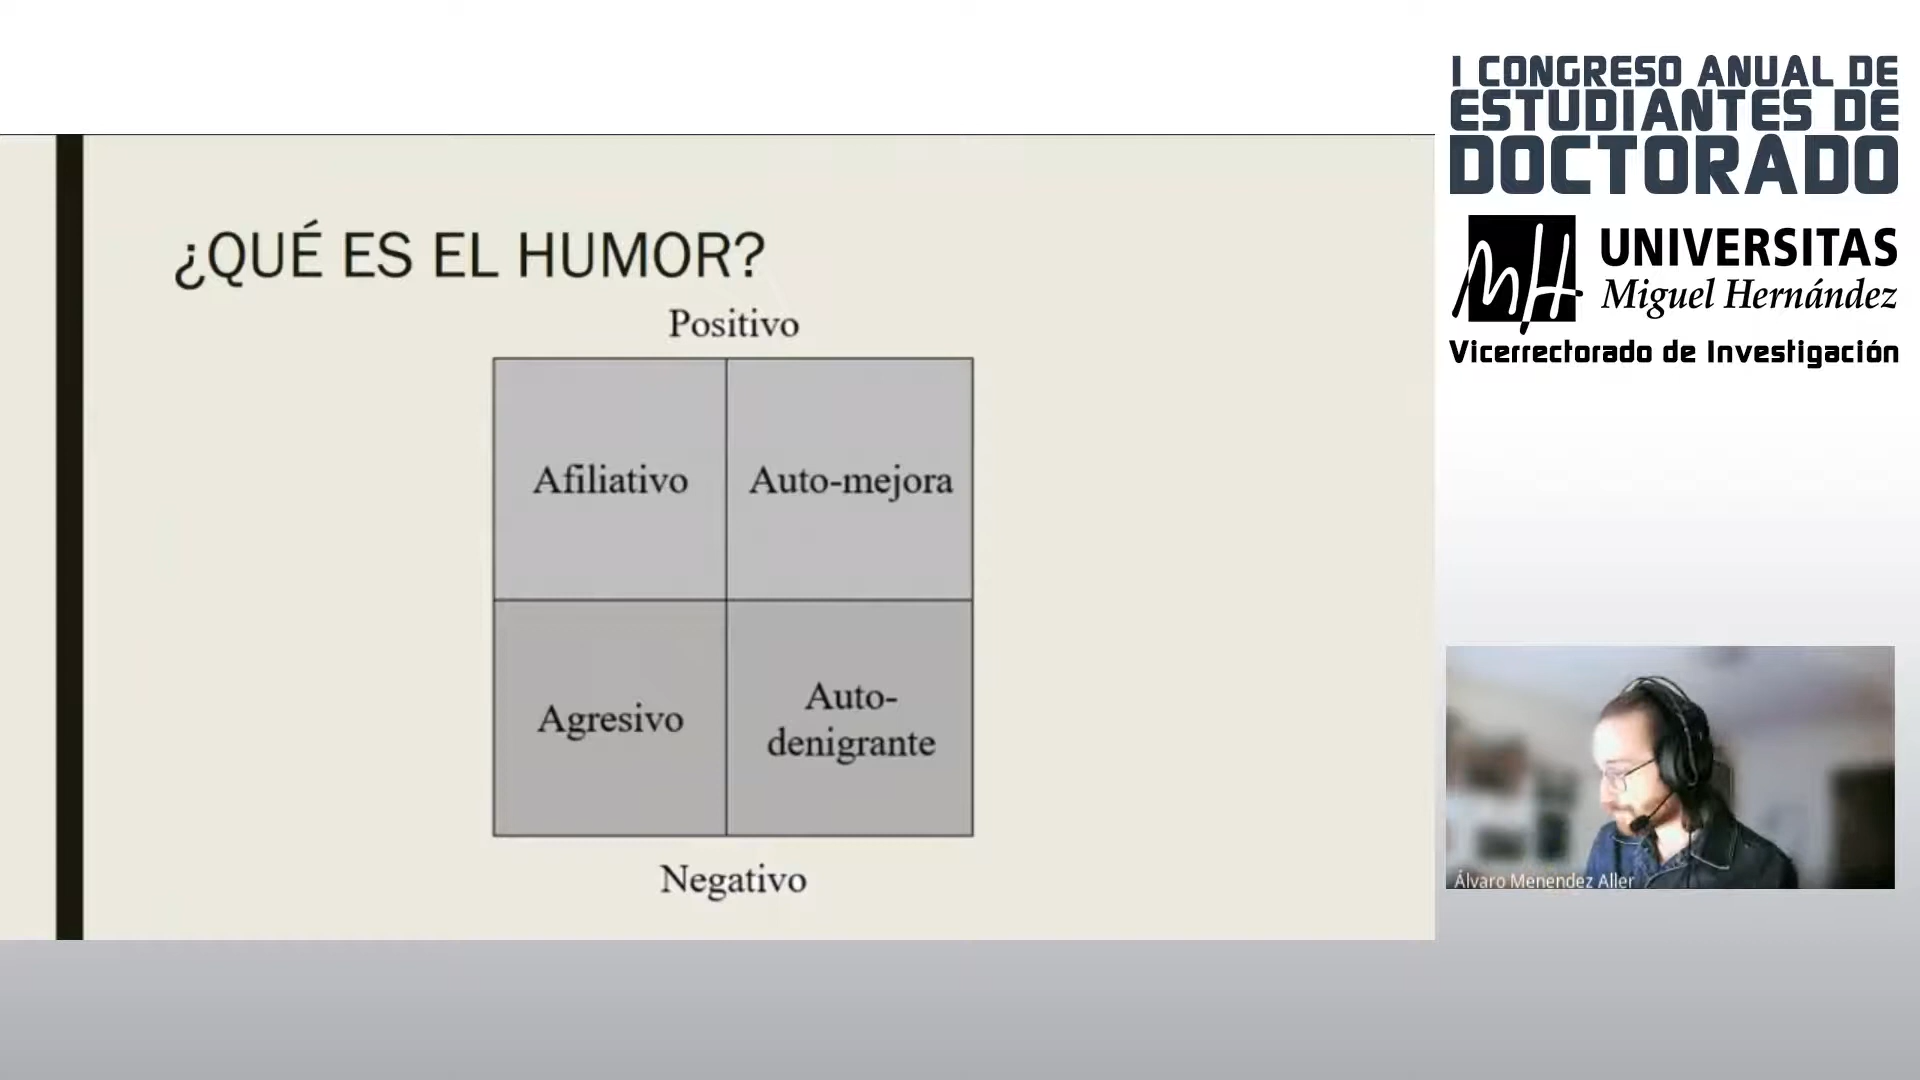 ¿QUÉ ES EL HUMOR?
Positivo
Afiliativo
Auto-mejora
Agresivo
Auto-
denigrante
Negativo
I CONGRESO ANUAL DE
ESTUDIANTES DE
DOCTORADO
UNIVERSITAS
Miguel Hernández
Vicerrectorado de Investigación
Álvaro Menendez Aller